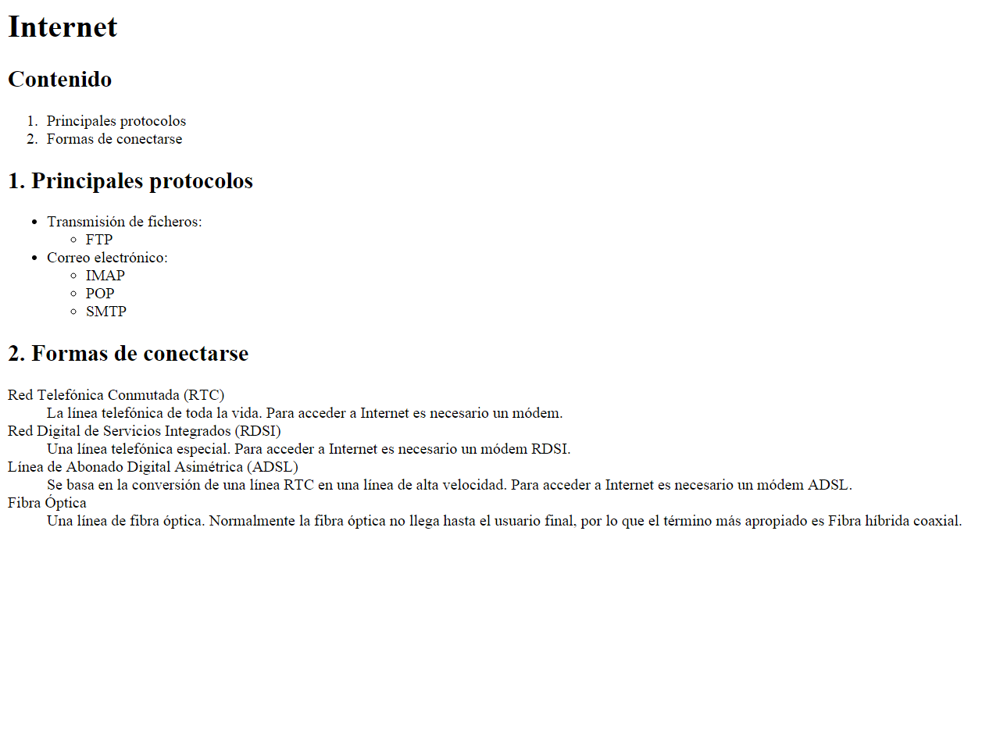 Internet
Contenido
1. Principales protocolos
2. Formas de conectarse
1. Principales protocolos
• Transmisión de ficheros:
◦ FTP
• Correo electrónico:
◦ IMAP
◦ POP
◦ SMTP
2. Formas de conectarse
Red Telefónica Conmutada (RTC)
La línea telefónica de toda la vida. Para acceder a Internet es necesario un módem.
Red Digital de Servicios Integrados (RDSI)
Una línea telefónica especial. Para acceder a Internet es necesario un módem RDSI.
Línea de Abonado Digital Asimétrica (ADSL)
Se basa en la conversión de una línea RTC en una línea de alta velocidad. Para acceder a Internet es necesario un módem ADSL.
Fibra Óptica
Una línea de fibra óptica. Normalmente la fibra óptica no llega hasta el usuario final, por lo que el término más apropiado es Fibra híbrida coaxial.